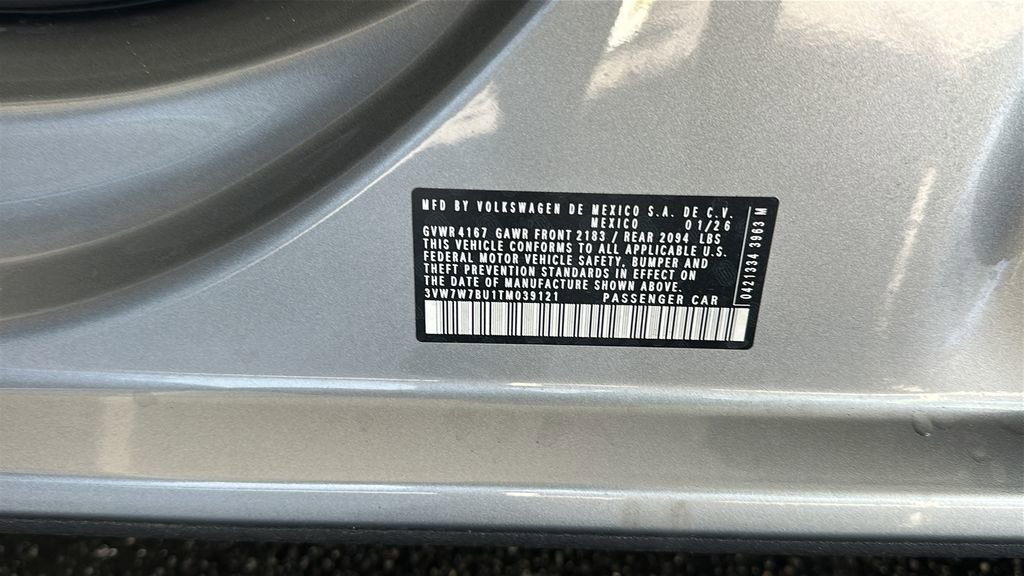 MFD BY VOLKSWAGEN DE MEXICO S.A. DE C.V.
MEXICO 01/26
GVWR 4167 GAWR FRONT 2183 / REAR 2094 LBS
THIS VEHICLE CONFORMS TO ALL APPLICABLE U.S.
FEDERAL MOTOR VEHICLE SAFETY, BUMPER AND
THEFT PREVENTION STANDARDS IN EFFECT ON
THE DATE OF MANUFACTURE SHOWN ABOVE.
3VW7W7BU1TM039121 PASSENGER CAR
0421334 3963 M